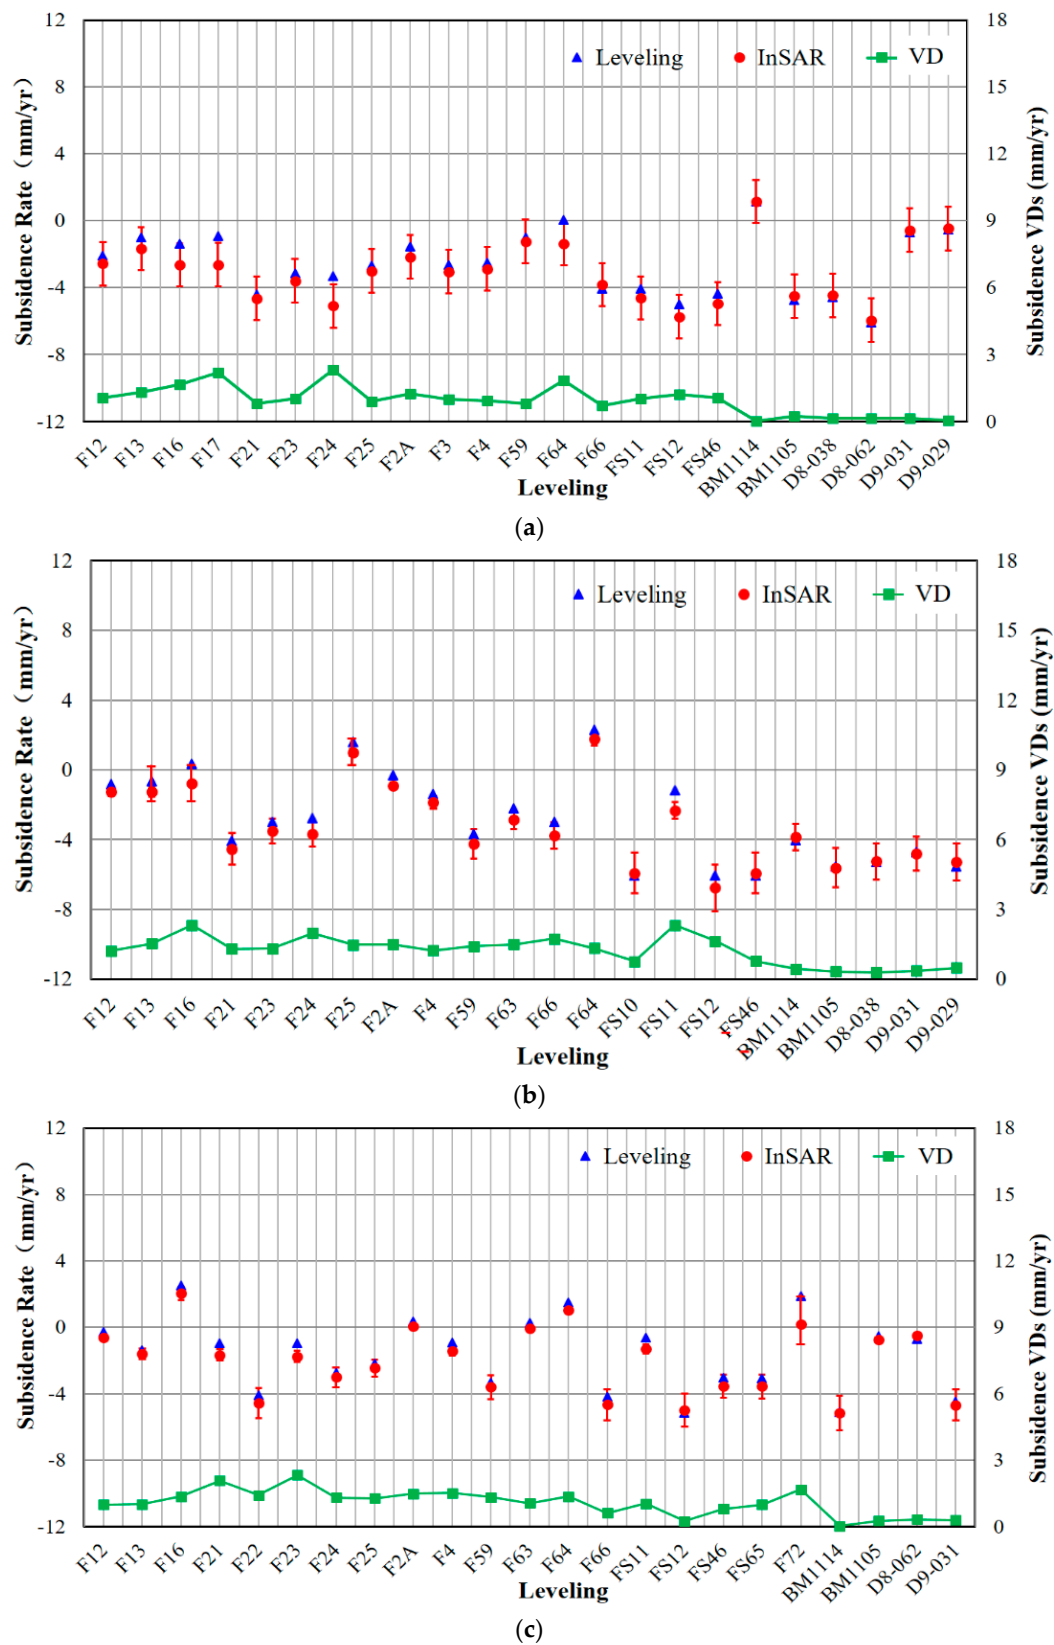 12
8
4
0
-4
-8
-12
Subsidence Rate（mm/yr）
Leveling
InSAR
VD
18
15
12
9
6
3
0
Subsidence VDs (mm/yr)
F12
F13
F16
F17
F21
F23
F24
F25
F2A
F3
F4
F59
F64
F66
FS11
FS12
FS46
BM1114
BM1105
D8-038
D8-062
D9-031
D9-029
Leveling
(a)
12
8
4
0
-4
-8
-12
Subsidence Rate（mm/yr）
Leveling
InSAR
VD
18
15
12
9
6
3
0
Subsidence VDs (mm/yr)
F12
F13
F16
F21
F23
F24
F25
F2A
F4
F59
F63
F66
F64
FS10
FS11
FS12
FS46
BM1114
BM1105
D8-038
D9-031
D9-029
Leveling
(b)
12
8
4
0
-4
-8
-12
Subsidence Rate（mm/yr）
Leveling
InSAR
VD
18
15
12
9
6
3
0
Subsidence VDs (mm/yr)
F12
F13
F16
F21
F22
F23
F24
F25
F2A
F4
F59
F63
F64
F66
FS11
FS12
FS46
FS65
F72
BM1114
BM1105
D8-062
D9-031
Leveling
(c)